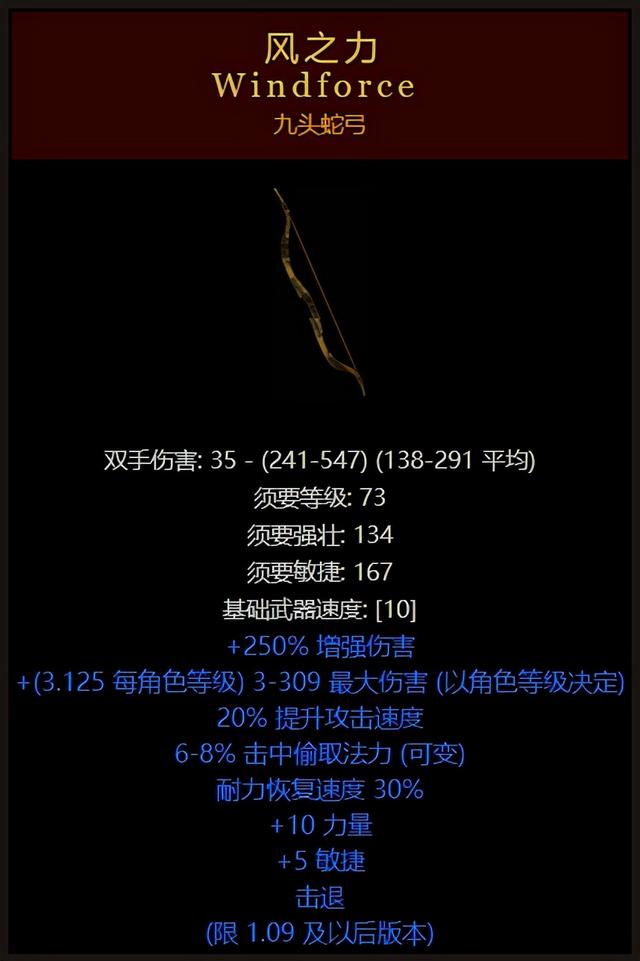 风之力
Windforce
九头蛇弓
双手伤害: 35 - (241-547) (138-291 平均)
须要等级: 73
须要强壮: 134
须要敏捷: 167
基础武器速度: [10]
+250% 增强伤害
+(3.125 每角色等级) 3-309 最大伤害 (以角色等级决定)
20% 提升攻击速度
6-8% 击中偷取法力 (可变)
耐力恢复速度 30%
+10 力量
+5 敏捷
击退
(限 1.09 及以后版本)